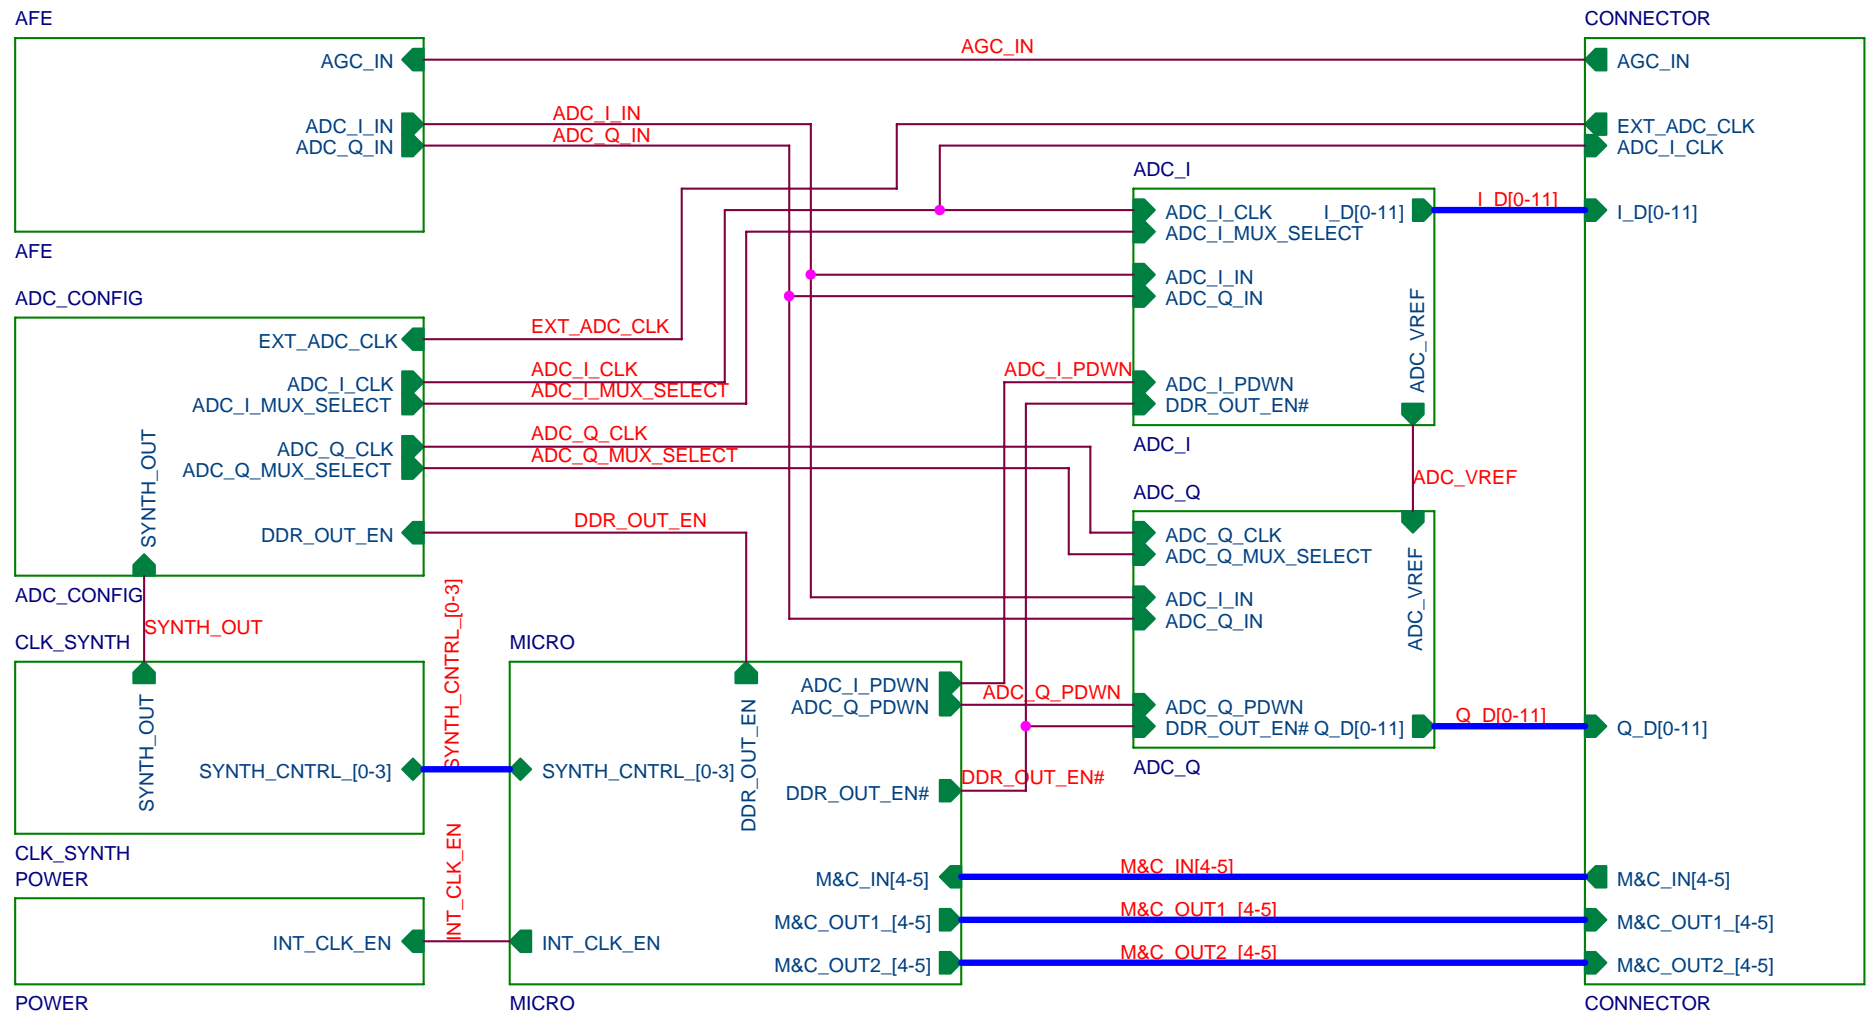 AFE
AGC_IN
ADC_I_IN
ADC_Q_IN
AFE
ADC_CONFIG
EXT_ADC_CLK
ADC_I_CLK
ADC_I_MUX_SELECT
ADC_Q_CLK
ADC_Q_MUX_SELECT
SYNTH_OUT
DDR_OUT_EN
ADC_CONFIG
SYNTH_OUT
CLK_SYNTH
SYNTH_OUT
SYNTH_CNTRL_[0-3]
CLK_SYNTH
POWER
INT_CLK_EN
POWER
AGC_IN
ADC_I_IN
ADC_Q_IN
EXT_ADC_CLK
ADC_I_CLK
ADC_I_MUX_SELECT
ADC_Q_CLK
ADC_Q_MUX_SELECT
DDR_OUT_EN
SYNTH_CNTRL_[0-3]
INT_CLK_EN
MICRO
ADC_I_PDWN
ADC_Q_PDWN
DDR_OUT_EN
SYNTH_CNTRL_[0-3]
DDR_OUT_EN#
M&C_IN[4-5]
M&C_OUT1_[4-5]
INT_CLK_EN
M&C_OUT2_[4-5]
MICRO
ADC_I_PDWN
ADC_Q_PDWN
DDR_OUT_EN#
M&C_IN[4-5]
M&C_OUT1_[4-5]
M&C_OUT2_[4-5]
ADC_I
ADC_I_CLK
I_D[0-11]
ADC_I_MUX_SELECT
ADC_I_IN
ADC_Q_IN
ADC_VREF
ADC_I_PDWN
DDR_OUT_EN#
ADC_I
ADC_VREF
ADC_Q
ADC_Q_CLK
ADC_Q_MUX_SELECT
ADC_VREF
ADC_I_IN
ADC_Q_IN
ADC_Q_PDWN
DDR_OUT_EN# Q_D[0-11]
ADC_Q
I_D[0-11]
Q_D[0-11]
CONNECTOR
AGC_IN
EXT_ADC_CLK
ADC_I_CLK
I_D[0-11]
Q_D[0-11]
M&C_IN[4-5]
M&C_OUT1_[4-5]
M&C_OUT2_[4-5]
CONNECTOR